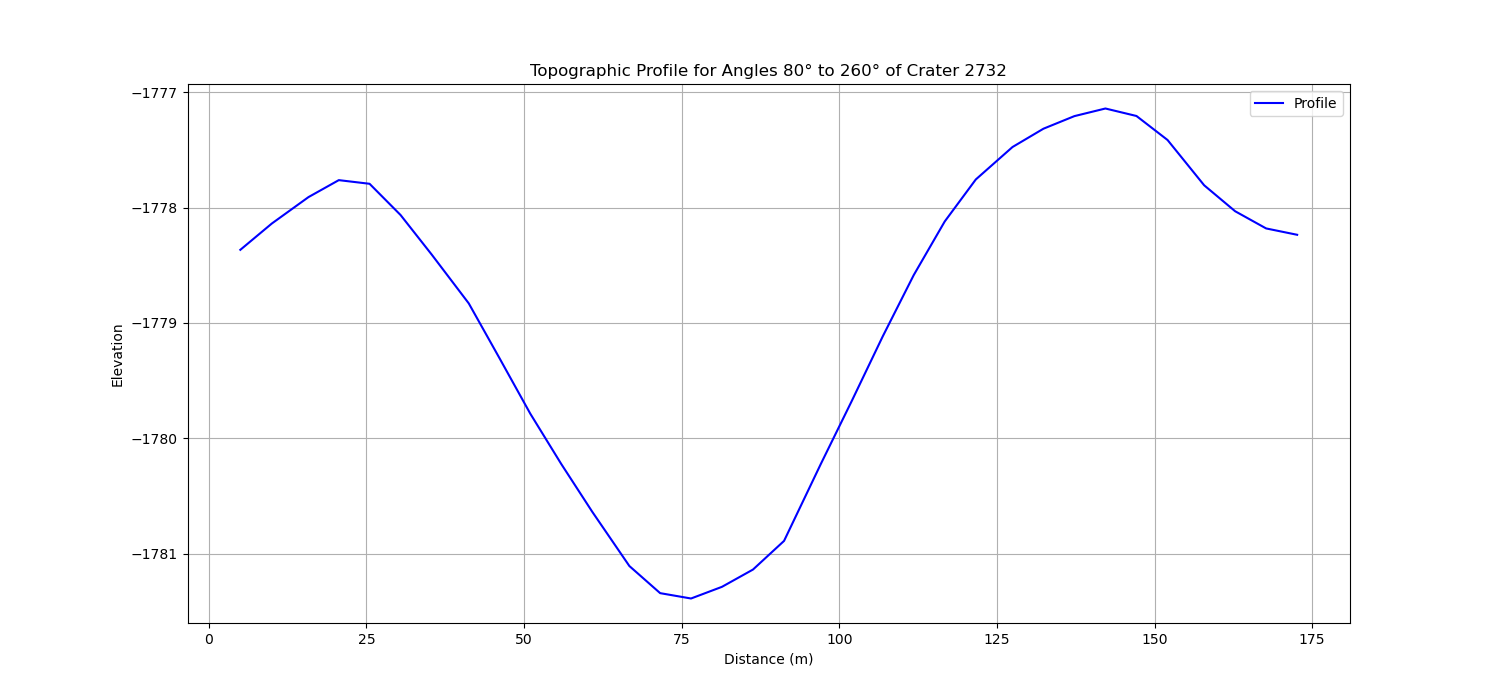 Topographic Profile for Angles 80° to 260° of Crater 2732
Profile
−1777
−1778
−1779
−1780
−1781
Elevation
0 25 50 75 100 125 150 175
Distance (m)